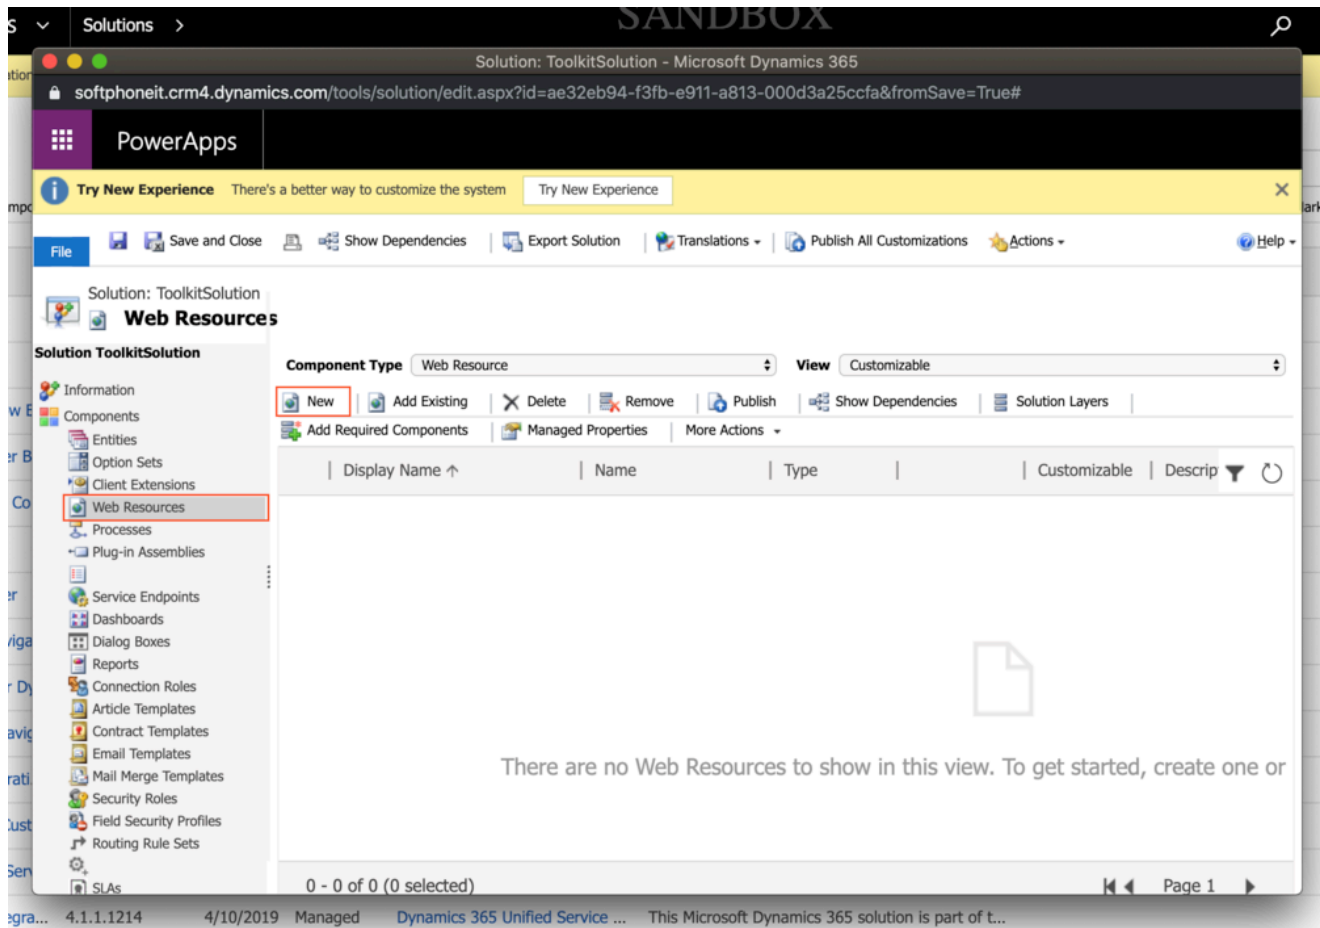 Solutions >
SANDBOX
Solution: ToolkitSolution - Microsoft Dynamics 365
softphoneit.crm4.dynamics.com/tools/solution/edit.aspx?id=ae32eb94-f3fb-e911-a813-000d3a25ccfa&fromSave=True#
PowerApps
Try New Experience There's a better way to customize the system Try New Experience
File Save and Close Show Dependencies Export Solution Translations Publish All Customizations Actions Help
Solution: ToolkitSolution
Web Resources
Solution ToolkitSolution
Information
Components
Entities
Option Sets
Client Extensions
Web Resources
Processes
Plug-in Assemblies
Service Endpoints
Dashboards
Dialog Boxes
Reports
Connection Roles
Article Templates
Contract Templates
Email Templates
Mail Merge Templates
Security Roles
Field Security Profiles
Routing Rule Sets
SLAs
Component Type Web Resource View Customizable
New Add Existing Delete Remove Publish Show Dependencies Solution Layers
Add Required Components Managed Properties More Actions
Display Name ↑ Name Type Customizable Descrip
There are no Web Resources to show in this view. To get started, create one or
0 - 0 of 0 (0 selected) Page 1
egra... 4.1.1.1214 4/10/2019 Managed Dynamics 365 Unified Service ... This Microsoft Dynamics 365 solution is part of t...